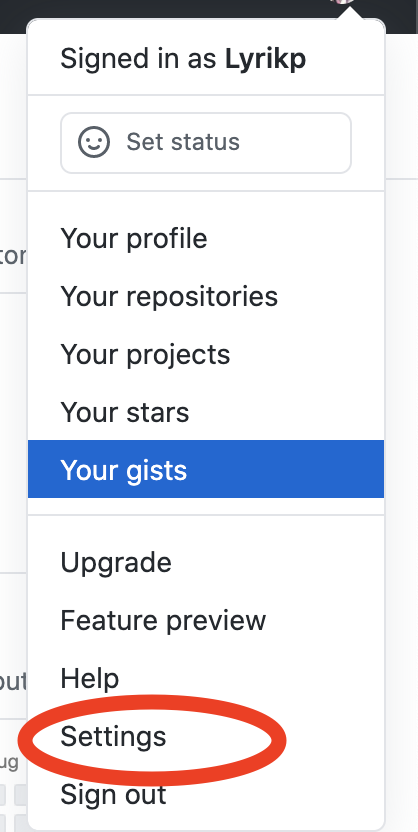 Signed in as Lyrikp
Set status
Your profile
Your repositories
Your projects
Your stars
Your gists
Upgrade
Feature preview
Help
Settings
Sign out